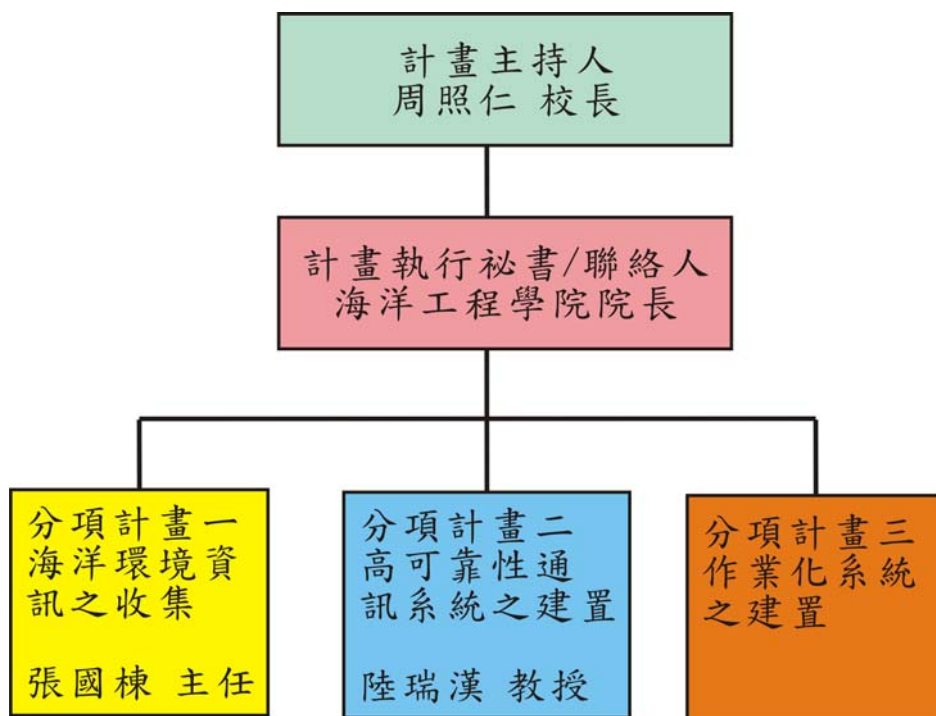 計畫主持人
周照仁 校長
計畫執行祕書/聯絡人
海洋工程學院院長
分項計畫一
海洋環境資
訊之收集
張國棟 主任
分項計畫二
高可靠性通
訊系統之建置
陸瑞漢 教授
分項計畫三
作業化系統
之建置